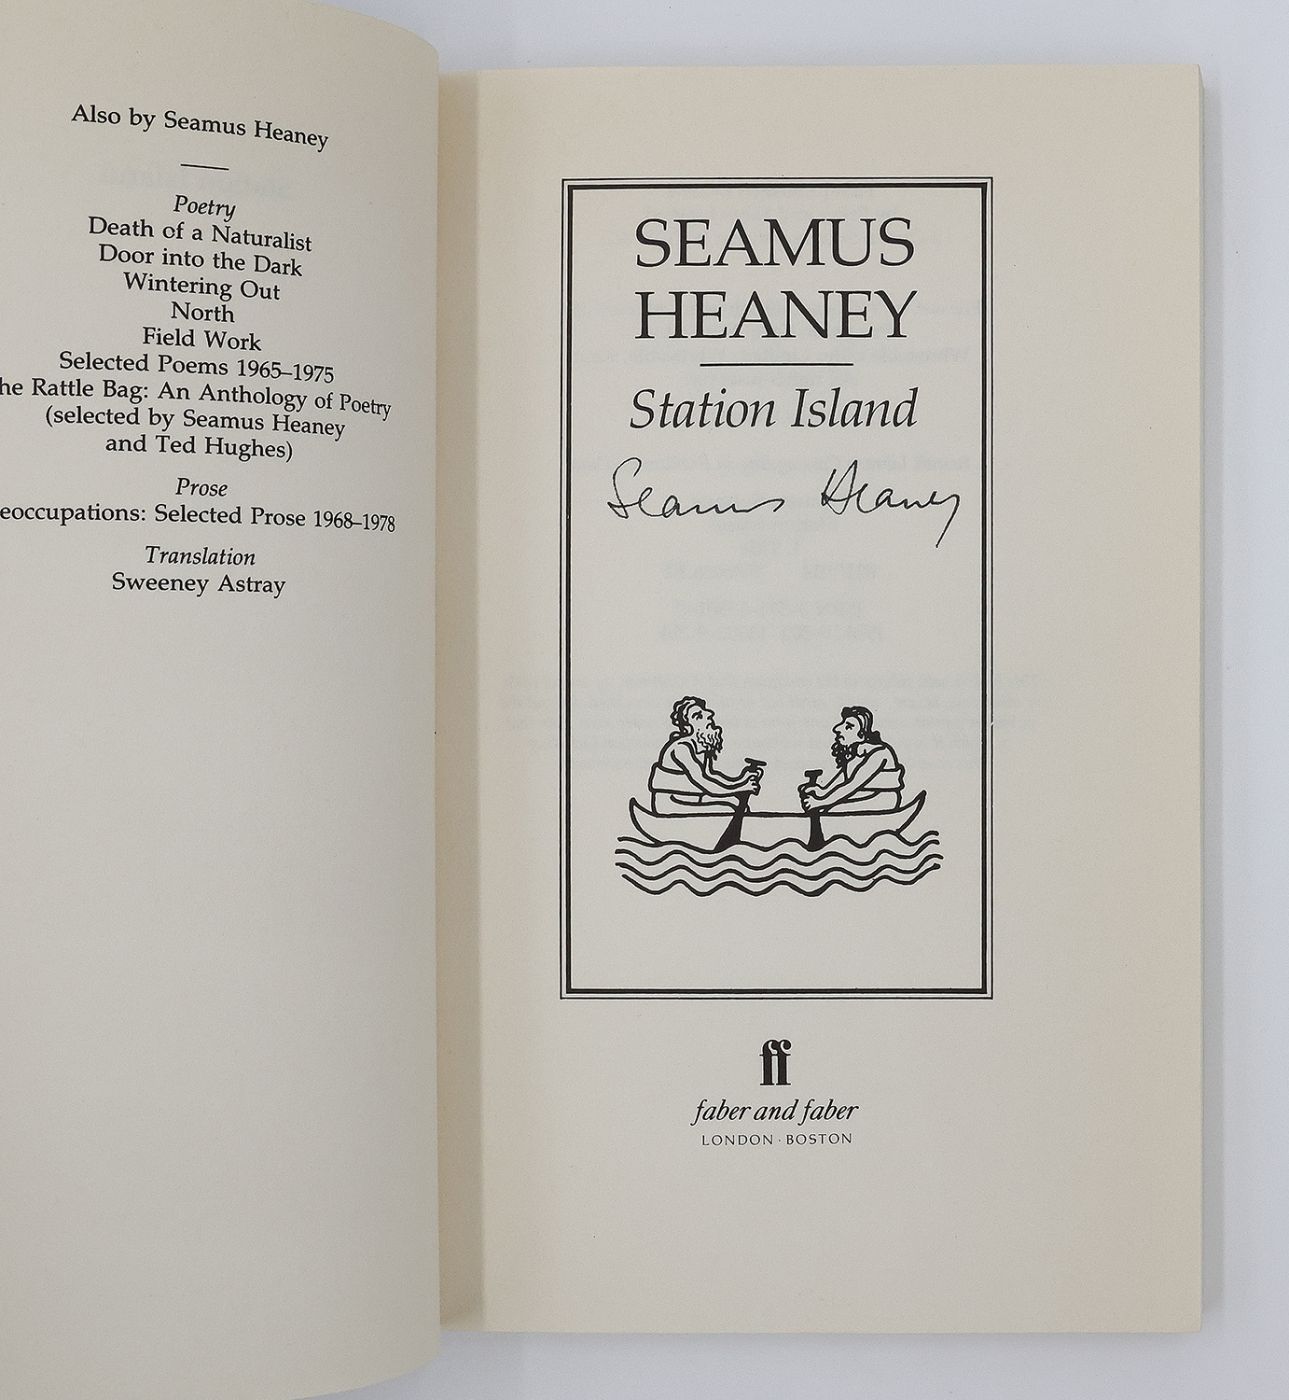 Also by Seamus Heaney
Poetry
Death of a Naturalist
Door into the Dark
Wintering Out
North
Field Work
Selected Poems 1965–1975
he Rattle Bag: An Anthology of Poetry
(selected by Seamus Heaney
and Ted Hughes)
Prose
eoccupations: Selected Prose 1968–1978
Translation
Sweeney Astray
SEAMUS
HEANEY
Station Island
Seamus Heaney
ff
faber and faber
LONDON · BOSTON